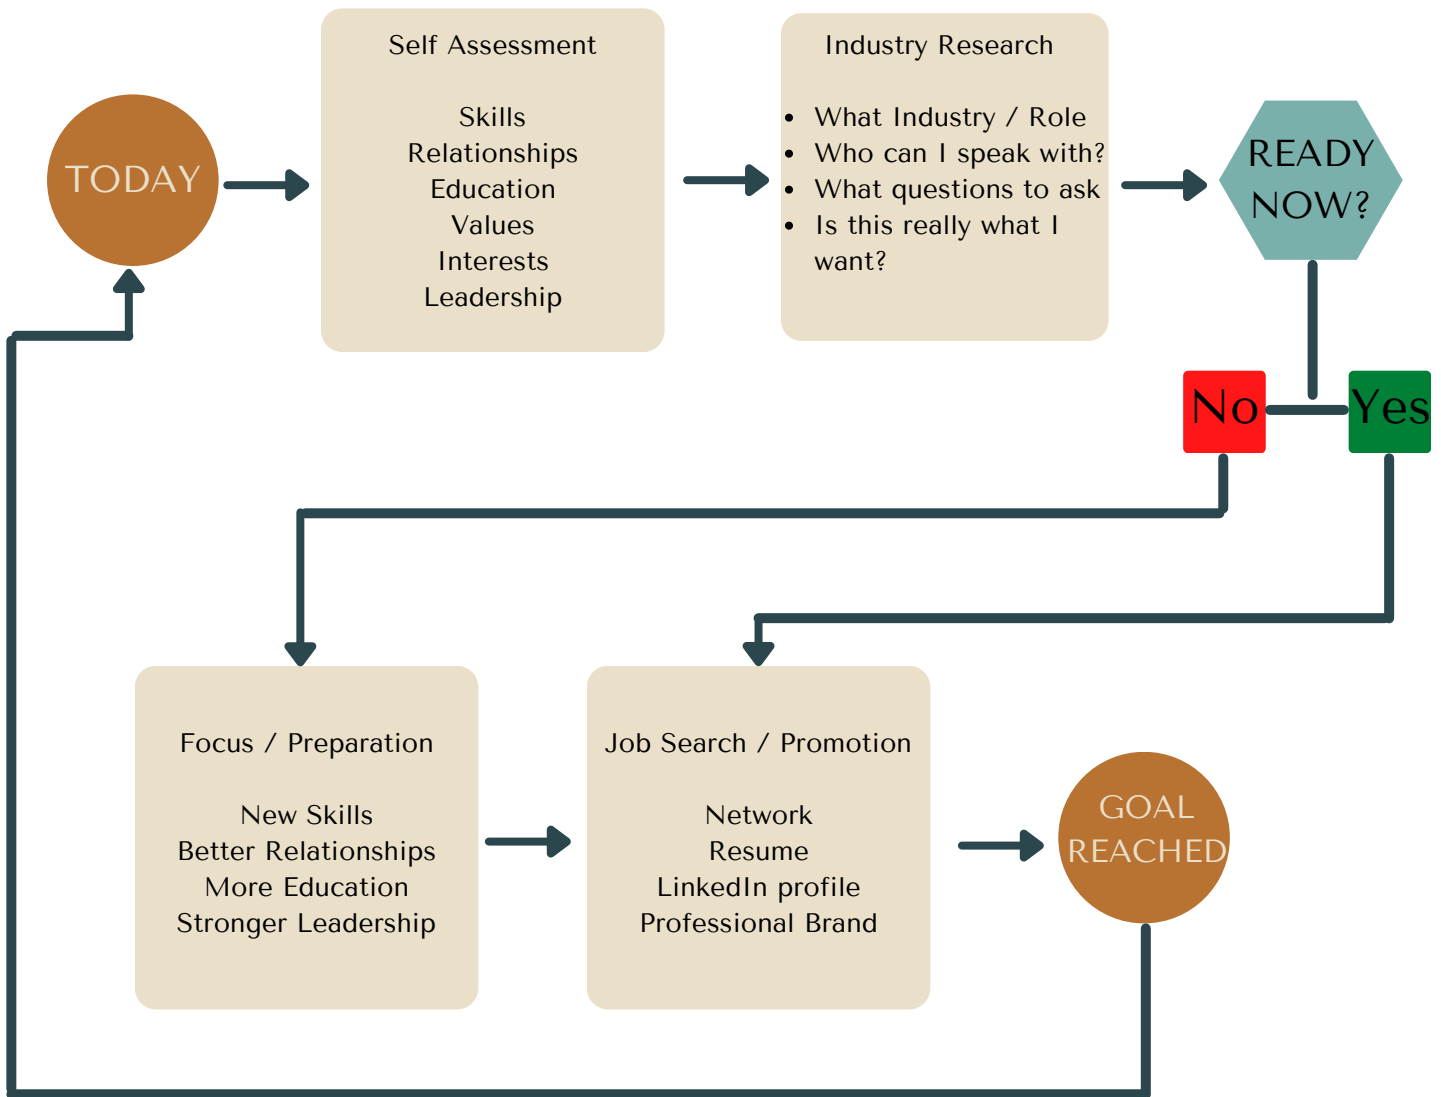 TODAY
Self Assessment
Skills
Relationships
Education
Values
Interests
Leadership
Industry Research
• What Industry / Role
• Who can I speak with?
• What questions to ask
• Is this really what I
want?
READY
NOW?
No
Yes
Focus / Preparation
New Skills
Better Relationships
More Education
Stronger Leadership
Job Search / Promotion
Network
Resume
LinkedIn profile
Professional Brand
GOAL
REACHED